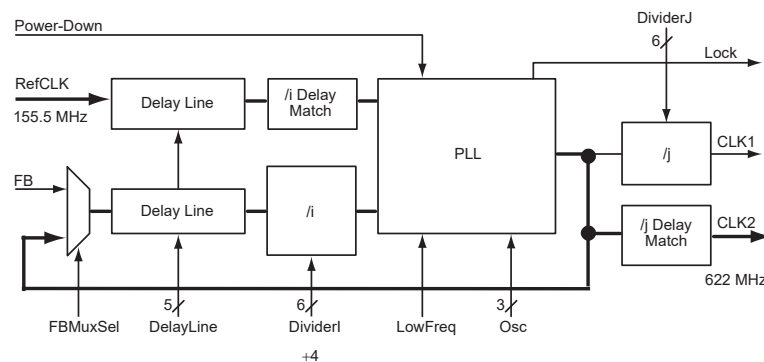 DividerJ
Power-Down
6
Lock
RefCLK
155.5 MHz
Delay Line
/i Delay
Match
PLL
/j
CLK1
FB
Delay Line
/i
/j Delay
Match
CLK2
622 MHz
5
6
3
FBMuxSel
DelayLine
DividerI
LowFreq
Osc
+4